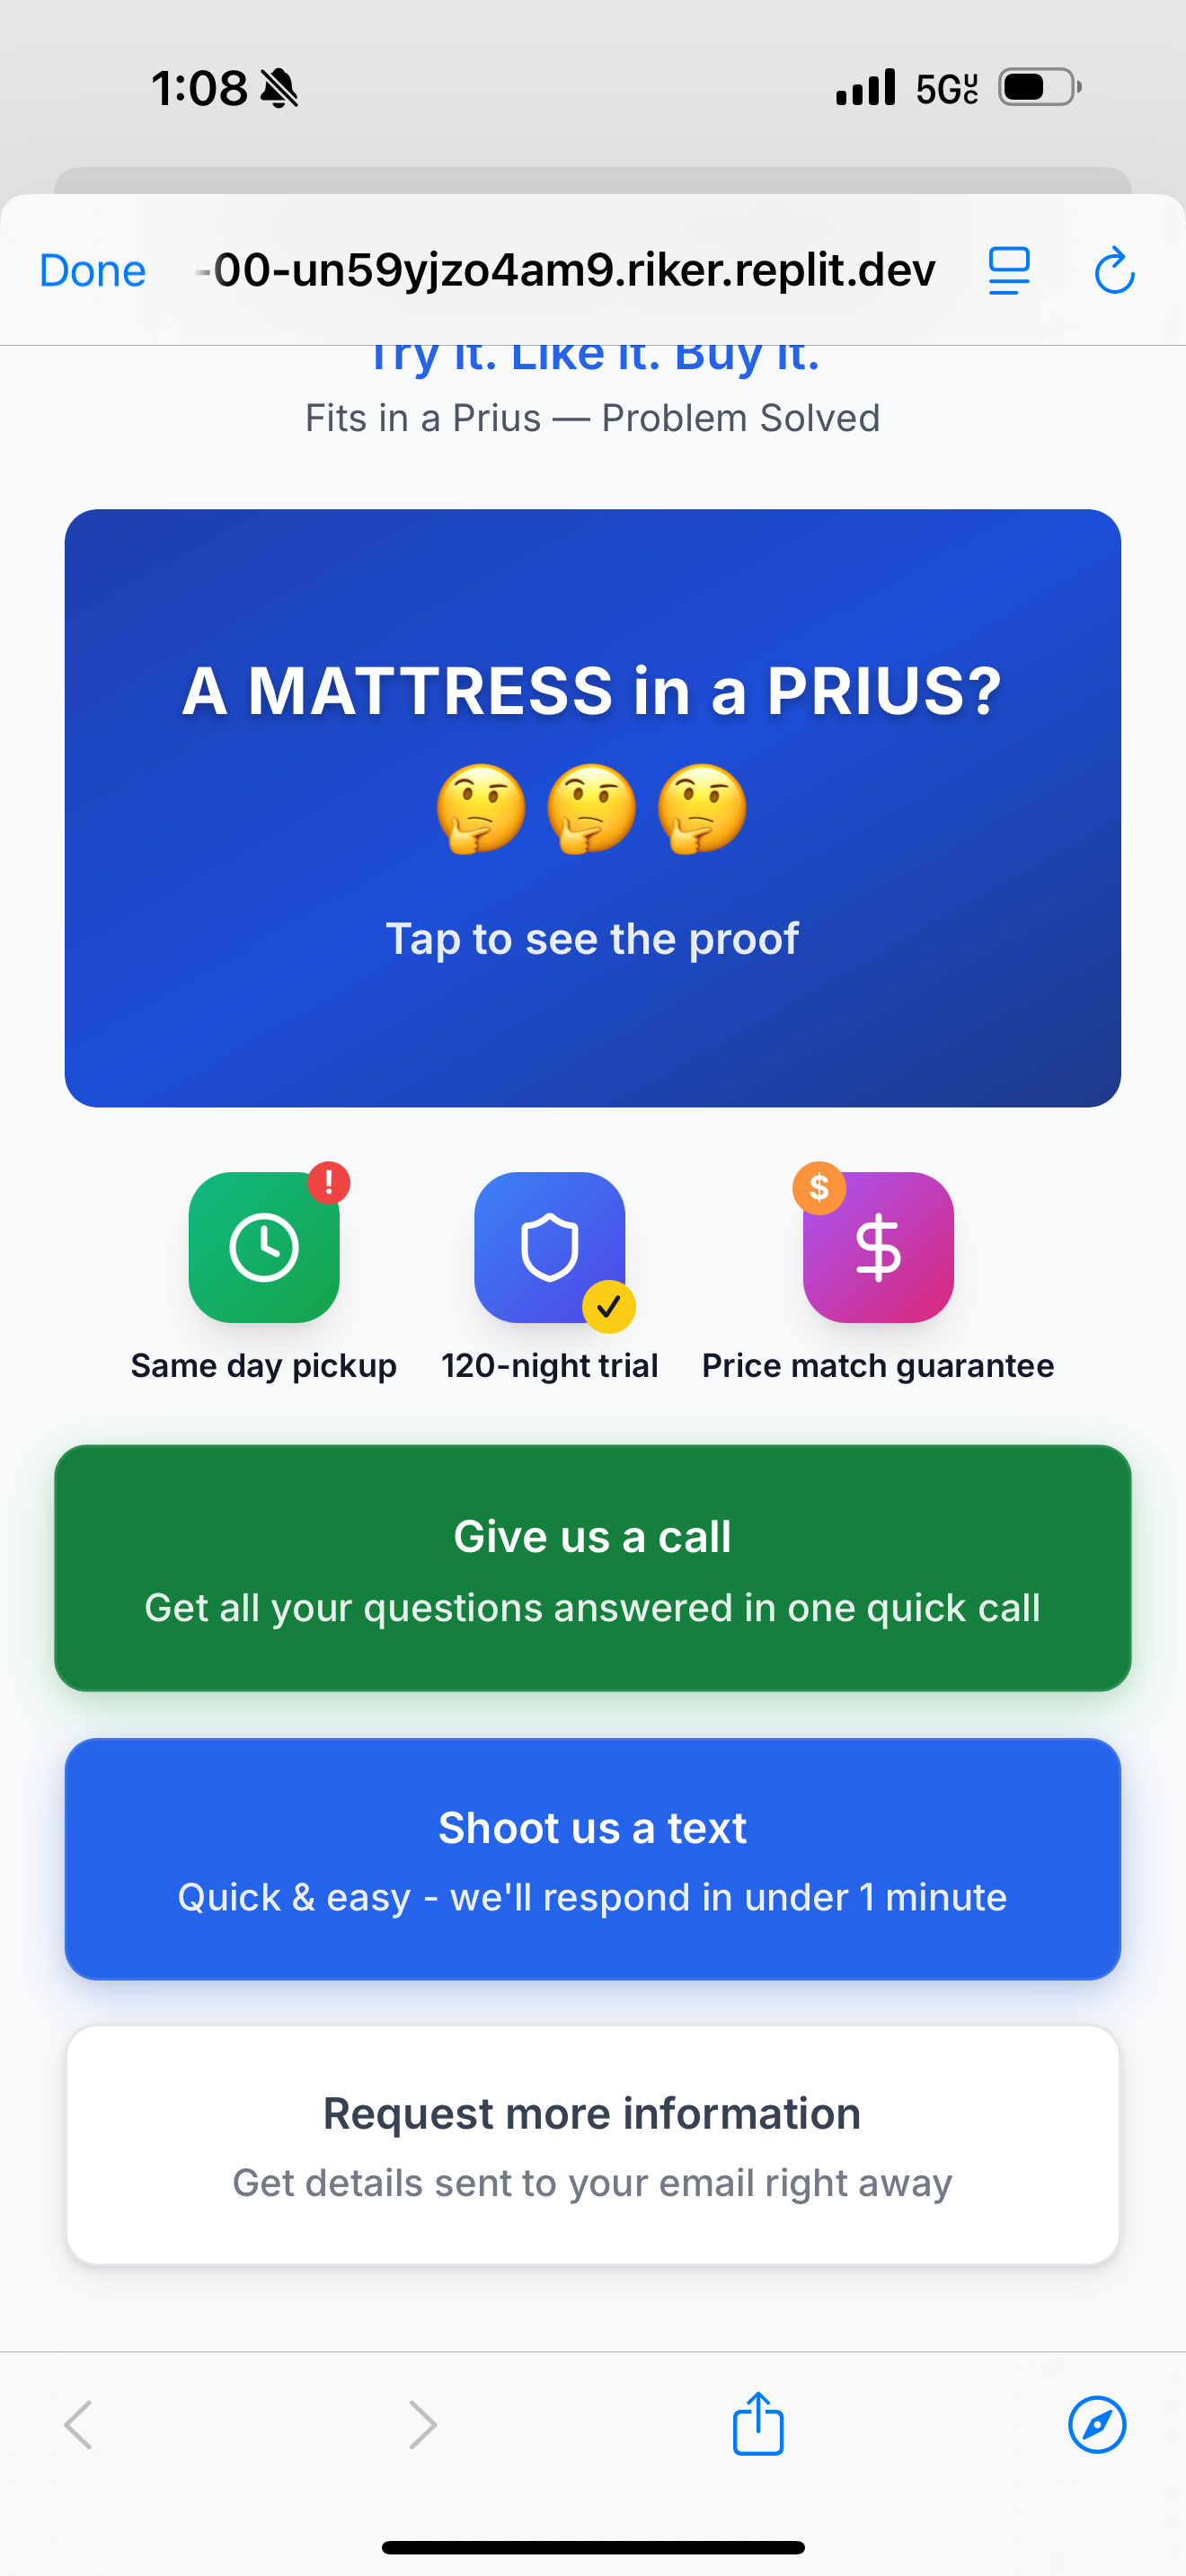 1:08
5GUC
Done
-00-un59yjzo4am9.riker.replit.dev
Try it. Like it. Buy it.
Fits in a Prius — Problem Solved
A MATTRESS in a PRIUS?
🤔🤔🤔
Tap to see the proof
!
$
Same day pickup
120-night trial
Price match guarantee
Give us a call
Get all your questions answered in one quick call
Shoot us a text
Quick & easy - we'll respond in under 1 minute
Request more information
Get details sent to your email right away